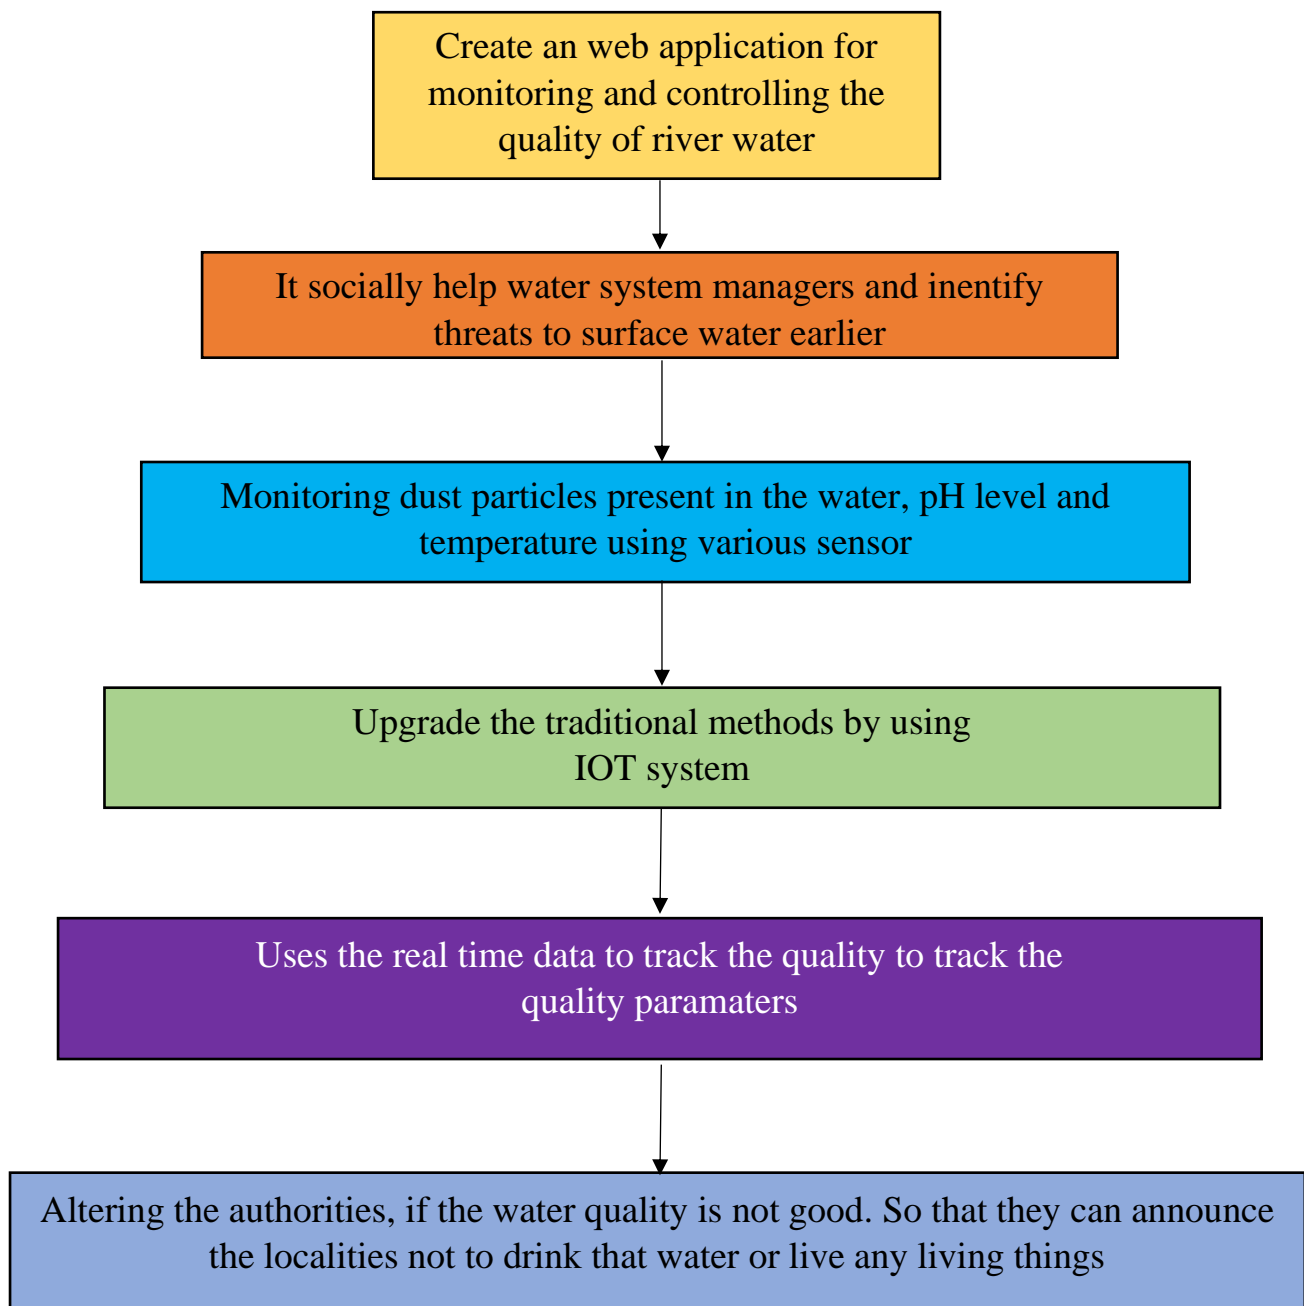 Create an web application for
monitoring and controlling the
quality of river water
It socially help water system managers and inentify
threats to surface water earlier
Monitoring dust particles present in the water, pH level and
temperature using various sensor
Upgrade the traditional methods by using
IOT system
Uses the real time data to track the quality to track the
quality paramaters
Altering the authorities, if the water quality is not good. So that they can announce
the localities not to drink that water or live any living things